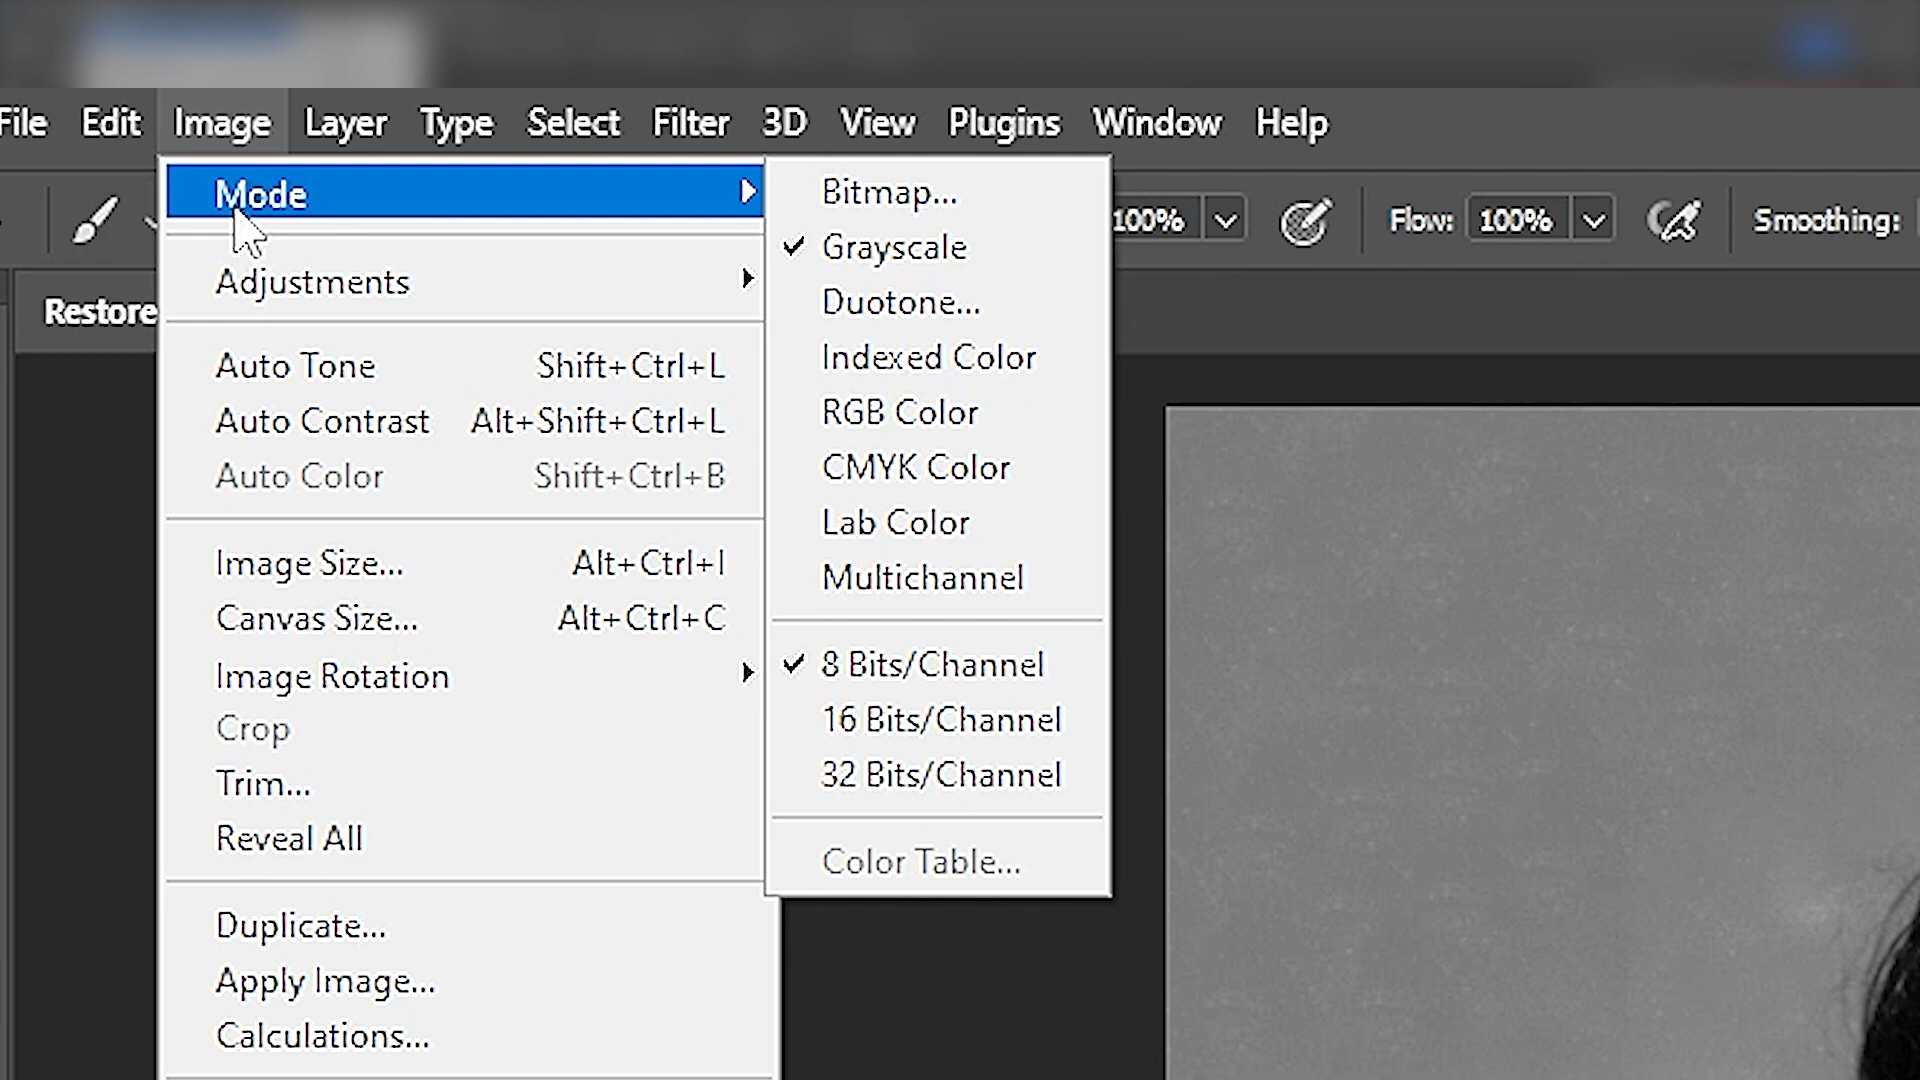 File Edit Image Layer Type Select Filter 3D View Plugins Window Help
100% Flow: 100% Smoothing:
Restore
Mode
Adjustments
Auto Tone Shift+Ctrl+L
Auto Contrast Alt+Shift+Ctrl+L
Auto Color Shift+Ctrl+B
Image Size... Alt+Ctrl+I
Canvas Size... Alt+Ctrl+C
Image Rotation
Crop
Trim...
Reveal All
Duplicate...
Apply Image...
Calculations...
Bitmap...
Grayscale
Duotone...
Indexed Color
RGB Color
CMYK Color
Lab Color
Multichannel
8 Bits/Channel
16 Bits/Channel
32 Bits/Channel
Color Table...